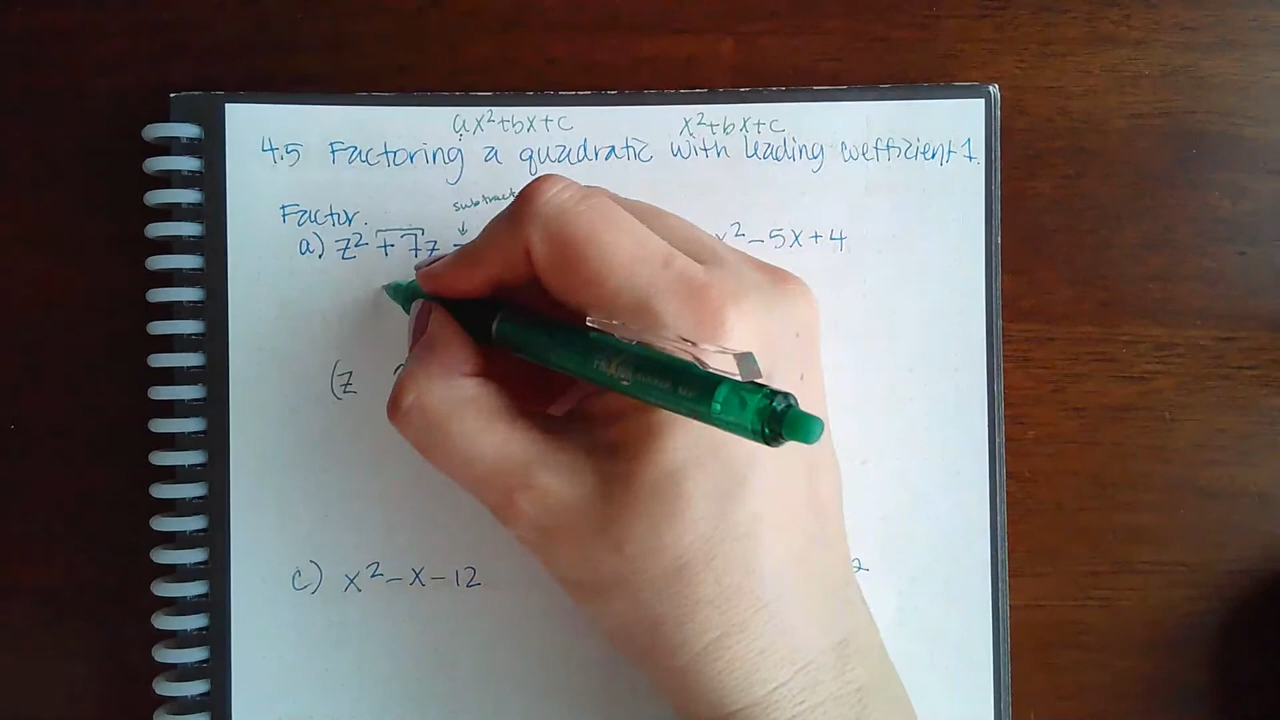 ax²+bx+c x²+bx+c
4.5 Factoring a quadratic with leading coefficient 1.
subtract
Factor.
a) z² +7z x²-5x+4
(z
c) x²-x-12 2